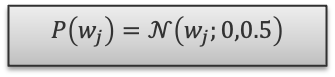 P(w_j) = 𝒩(w_j; 0,0.5)